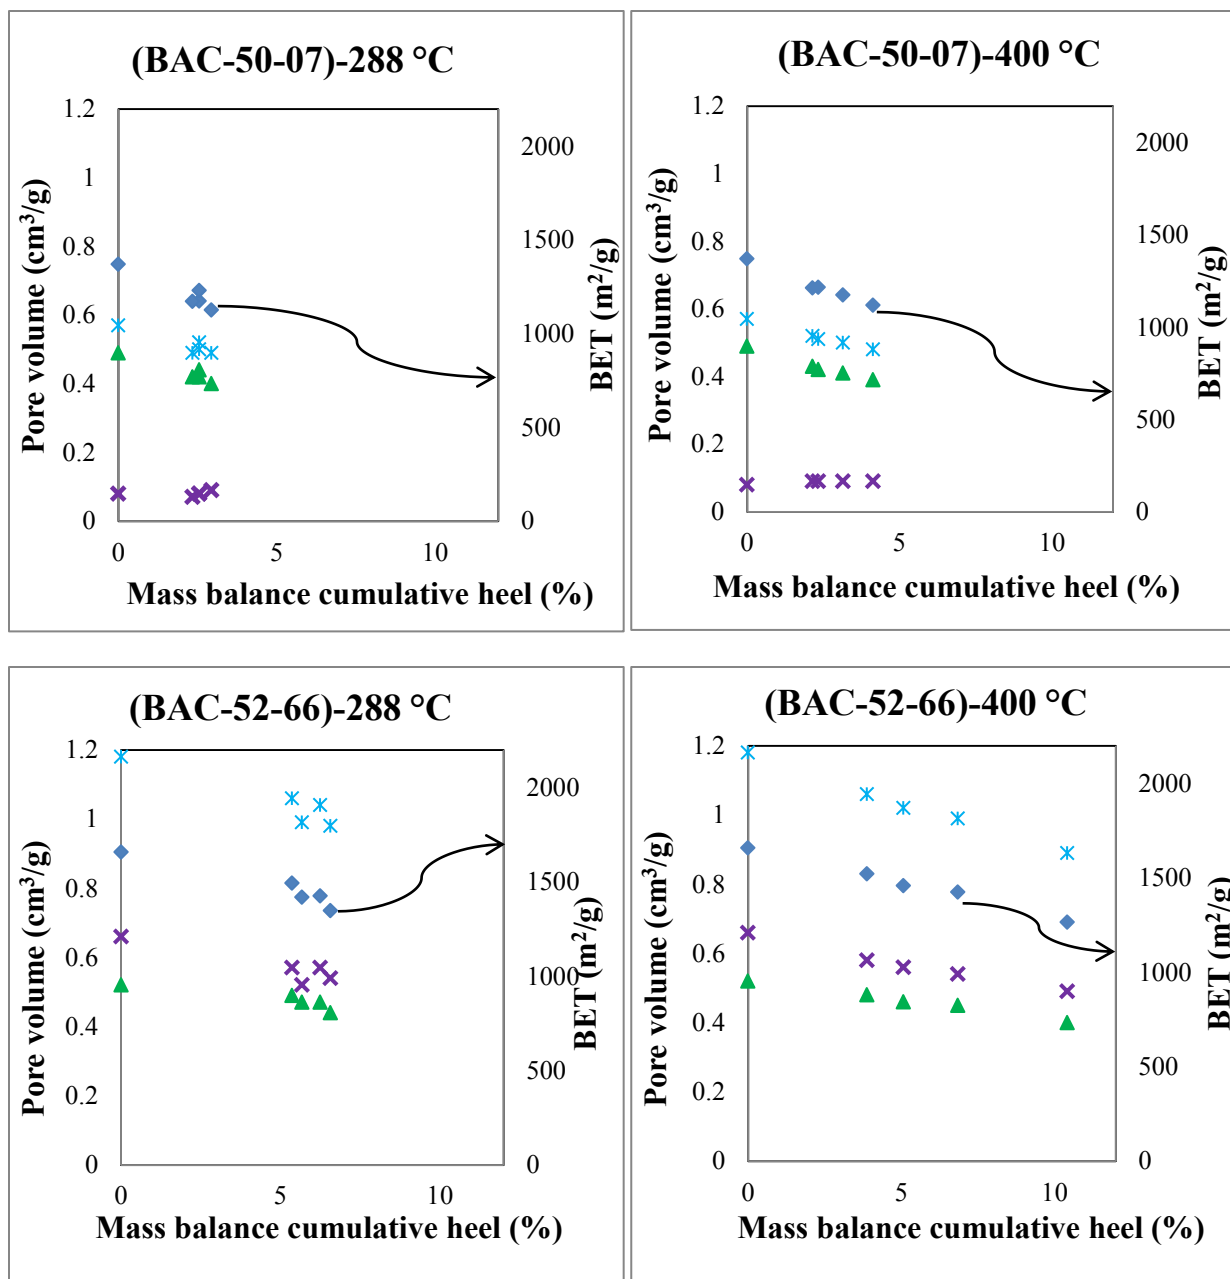 (BAC-50-07)-288 °C
1.2
1
0.8
0.6
0.4
0.2
0
Pore volume (cm³/g)
2000
1500
1000
500
0
BET (m²/g)
0 5 10
Mass balance cumulative heel (%)
(BAC-50-07)-400 °C
1.2
1
0.8
0.6
0.4
0.2
0
Pore volume (cm³/g)
2000
1500
1000
500
0
BET (m²/g)
0 5 10
Mass balance cumulative heel (%)
(BAC-52-66)-288 °C
1.2
1
0.8
0.6
0.4
0.2
0
Pore volume (cm³/g)
2000
1500
1000
500
0
BET (m²/g)
0 5 10
Mass balance cumulative heel (%)
(BAC-52-66)-400 °C
1.2
1
0.8
0.6
0.4
0.2
0
Pore volume (cm³/g)
2000
1500
1000
500
0
BET (m²/g)
0 5 10
Mass balance cumulative heel (%)